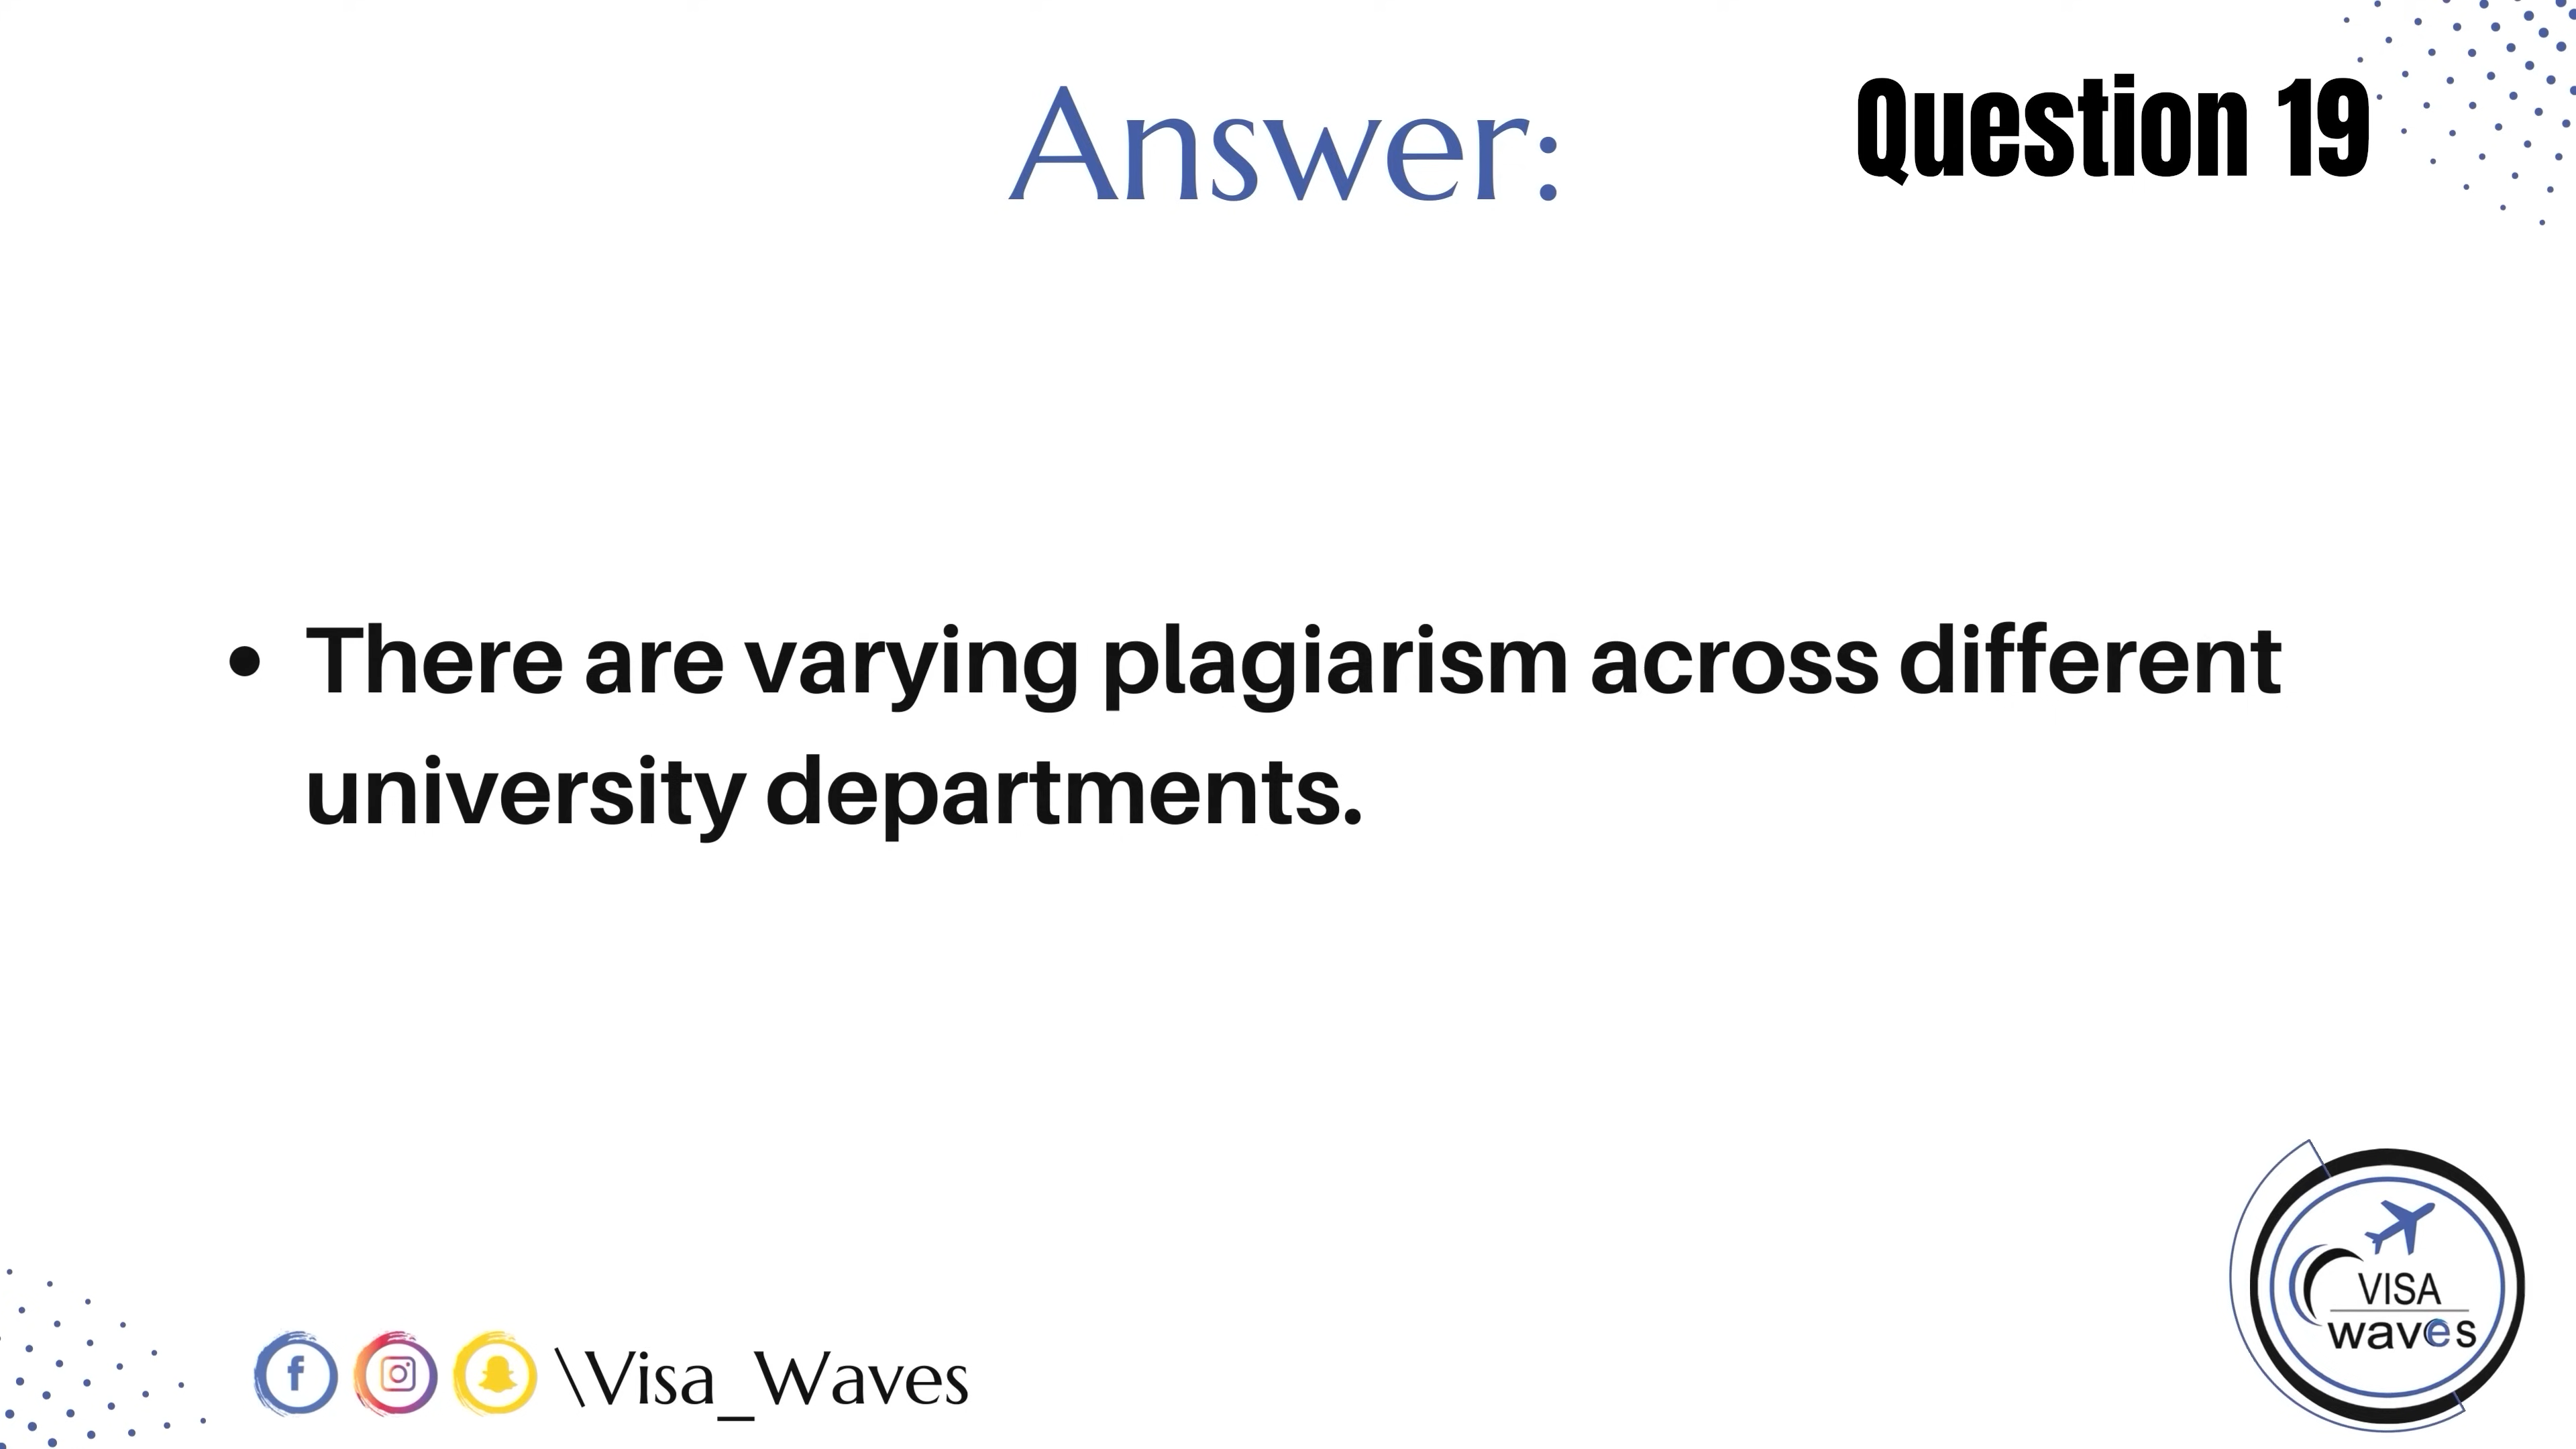 Answer:
Question 19
• There are varying plagiarism across different
university departments.
\Visa_Waves
VISA
waves